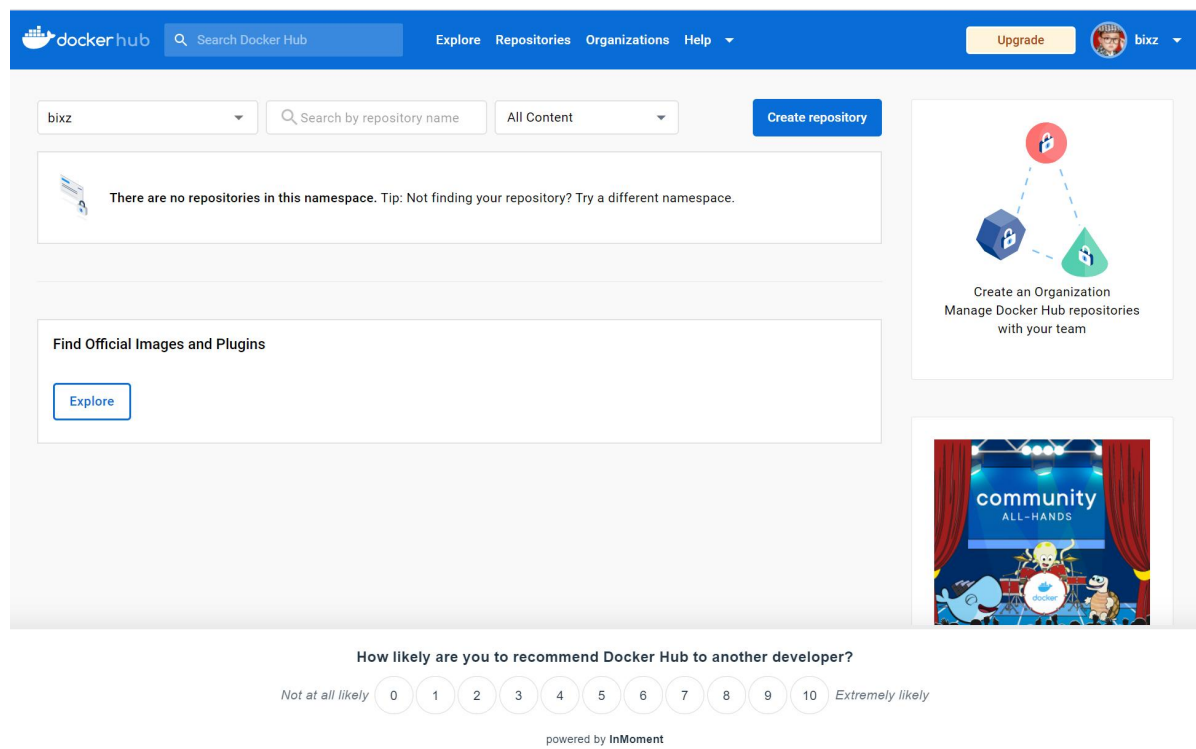 dockerhub
Search Docker Hub
Explore Repositories Organizations Help
Upgrade
bixz
bixz
Search by repository name
All Content
Create repository
There are no repositories in this namespace. Tip: Not finding your repository? Try a different namespace.
Find Official Images and Plugins
Explore
Create an Organization
Manage Docker Hub repositories
with your team
community
ALL-HANDS
docker
How likely are you to recommend Docker Hub to another developer?
Not at all likely 0 1 2 3 4 5 6 7 8 9 10 Extremely likely
powered by InMoment